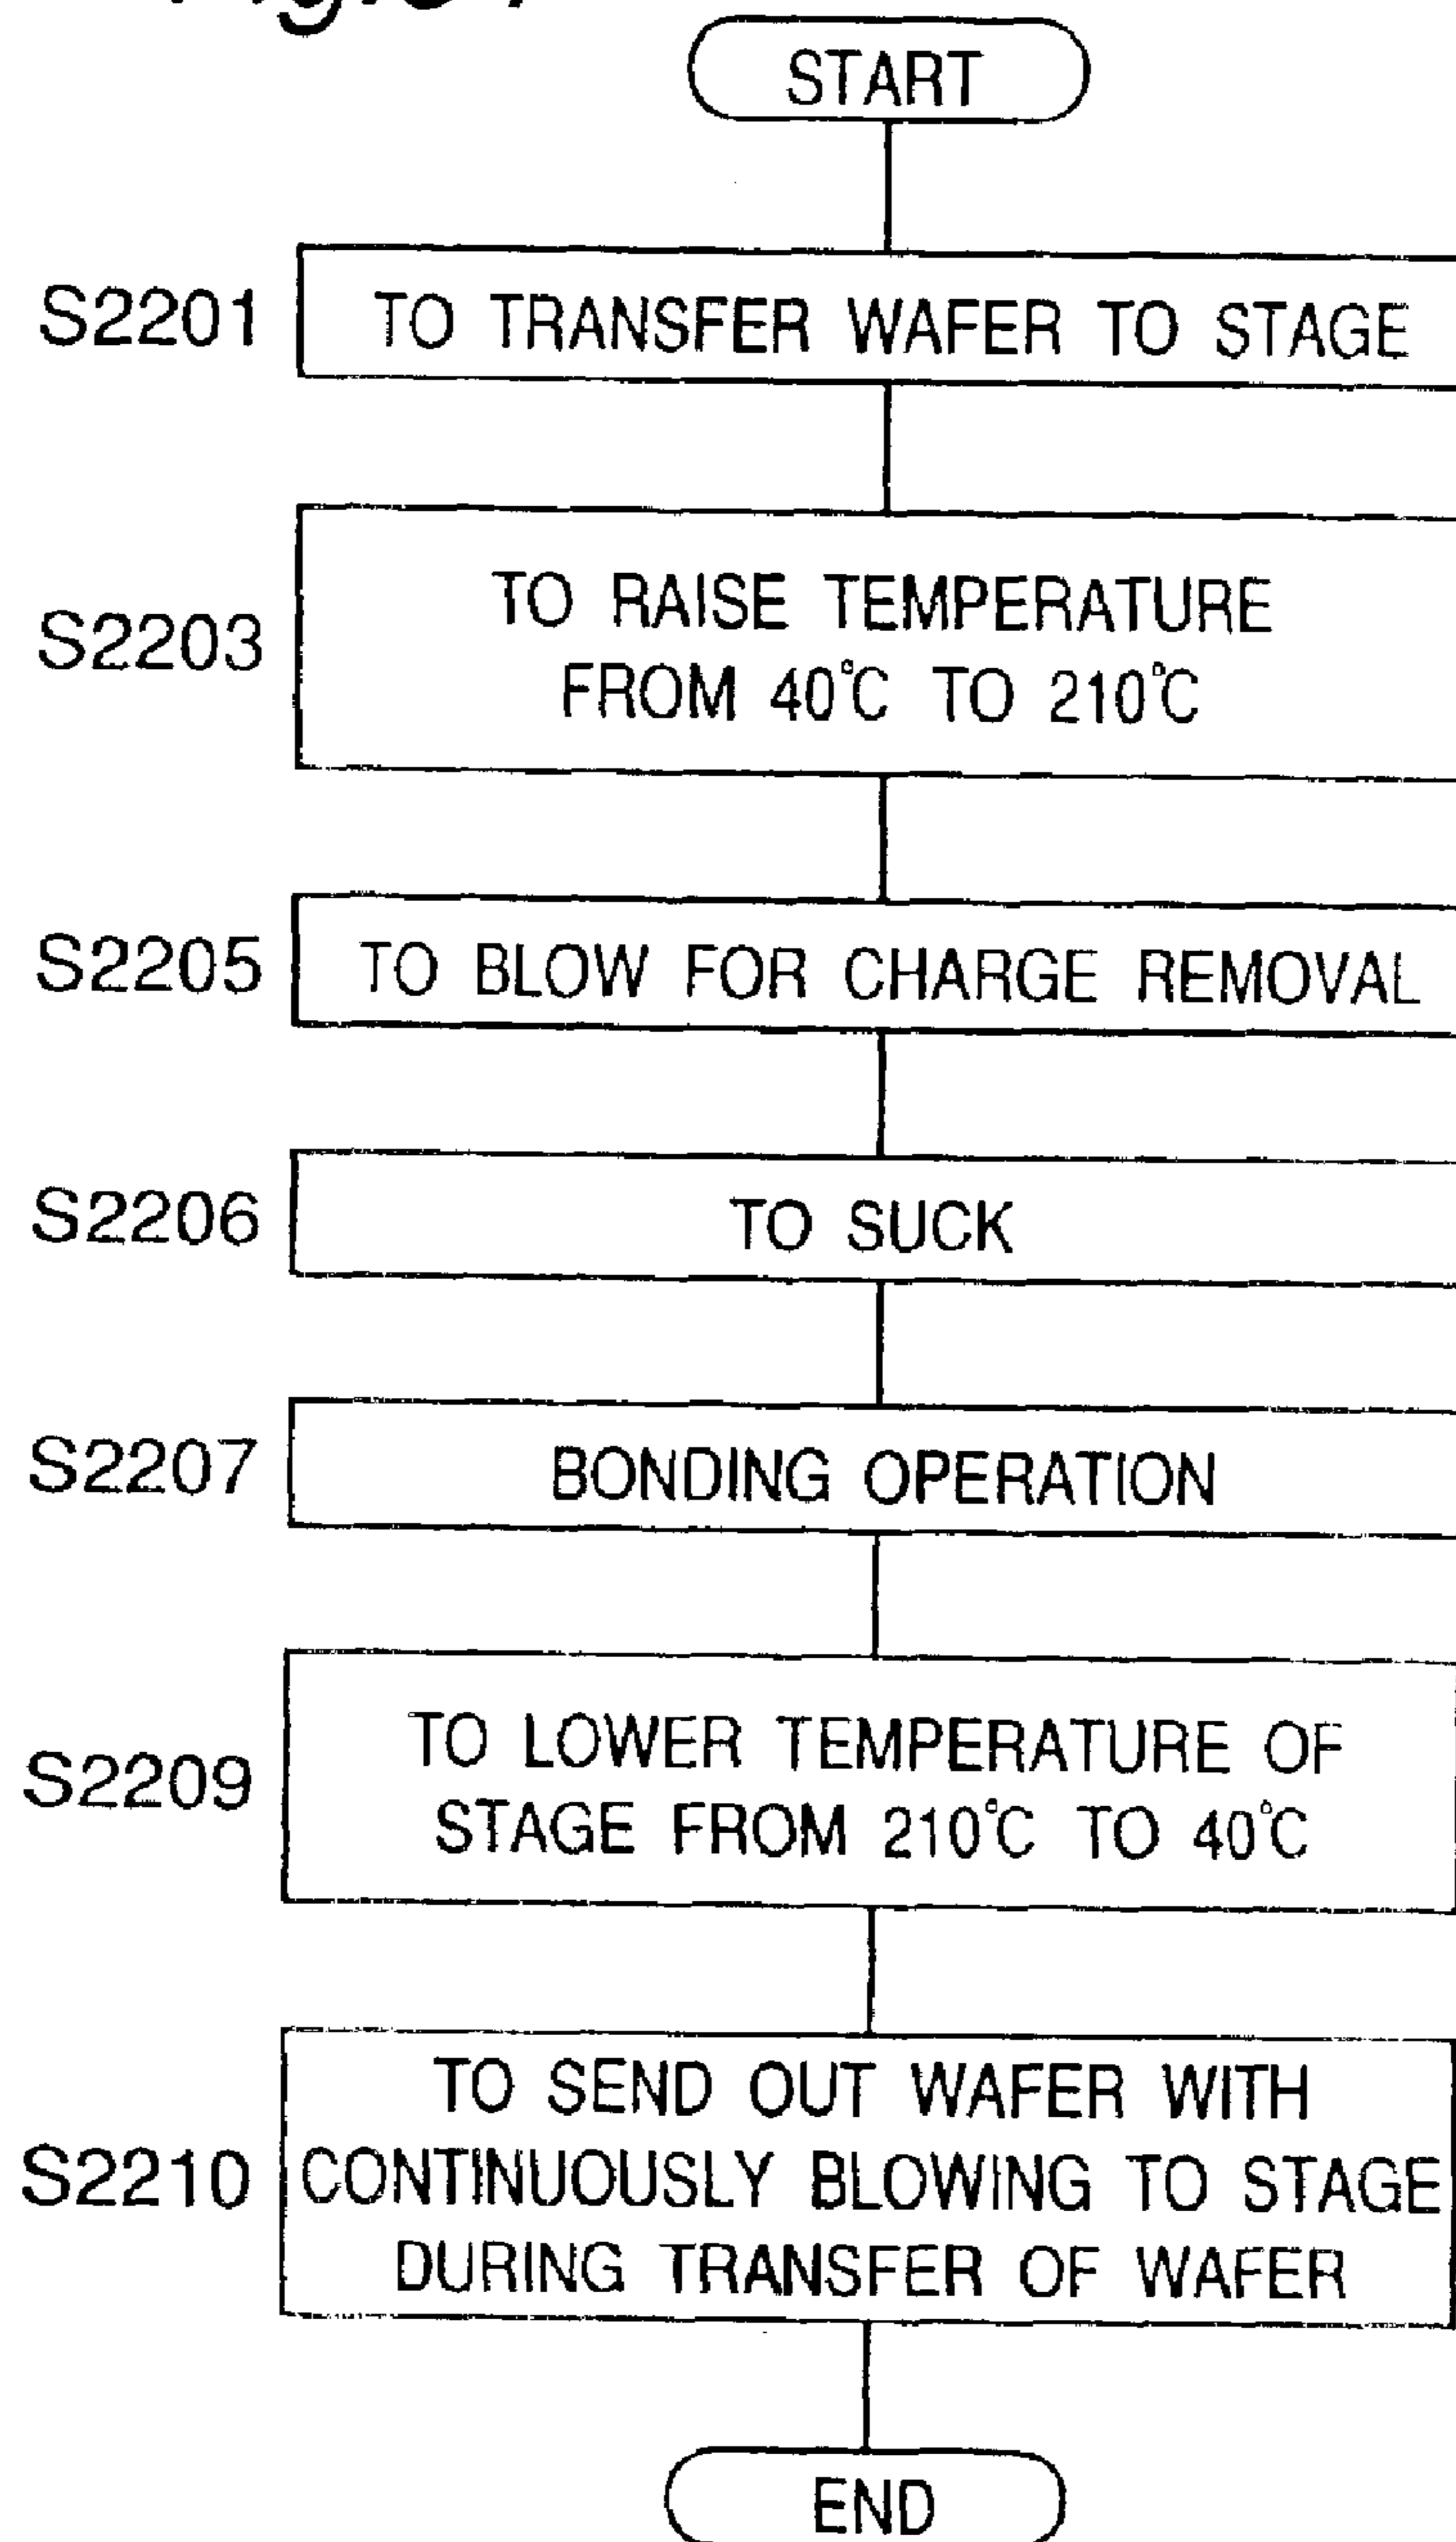 START
S2201 TO TRANSFER WAFER TO STAGE
S2203
TO RAISE TEMPERATURE
FROM 40℃ TO 210℃
S2205 TO BLOW FOR CHARGE REMOVAL
S2206 TO SUCK
S2207 BONDING OPERATION
S2209
TO LOWER TEMPERATURE OF
STAGE FROM 210℃ TO 40℃
S2210
TO SEND OUT WAFER WITH
CONTINUOUSLY BLOWING TO STAGE
DURING TRANSFER OF WAFER
END